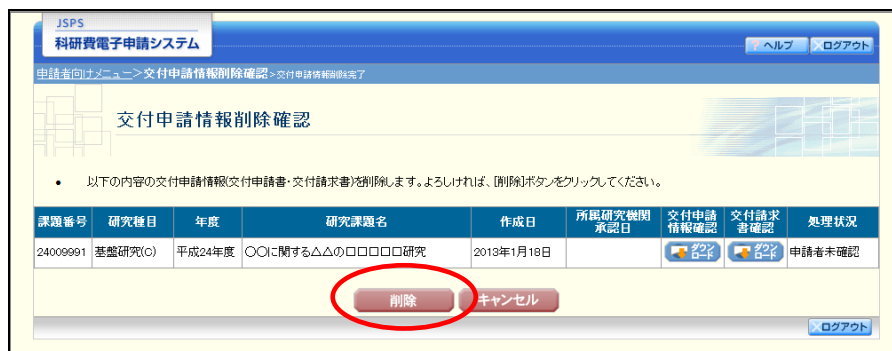 JSPS
科研費電子申請システム
ヘルプ ログアウト
申請者向けメニュー>交付申請情報削除確認>交付申請情報削除完了
交付申請情報削除確認
• 以下の内容の交付申請情報(交付申請書・交付請求書)を削除します。よろしければ、[削除]ボタンをクリックしてください。
課題番号 研究種目 年度 研究課題名 作成日 所属研究機関承認日 交付申請情報確認 交付請求書確認 処理状況
24009991 基盤研究(C) 平成24年度 〇〇に関する△△の□□□□□研究 2013年1月18日 ダウンロード ダウンロード 申請者未確認
削除 キャンセル
ログアウト